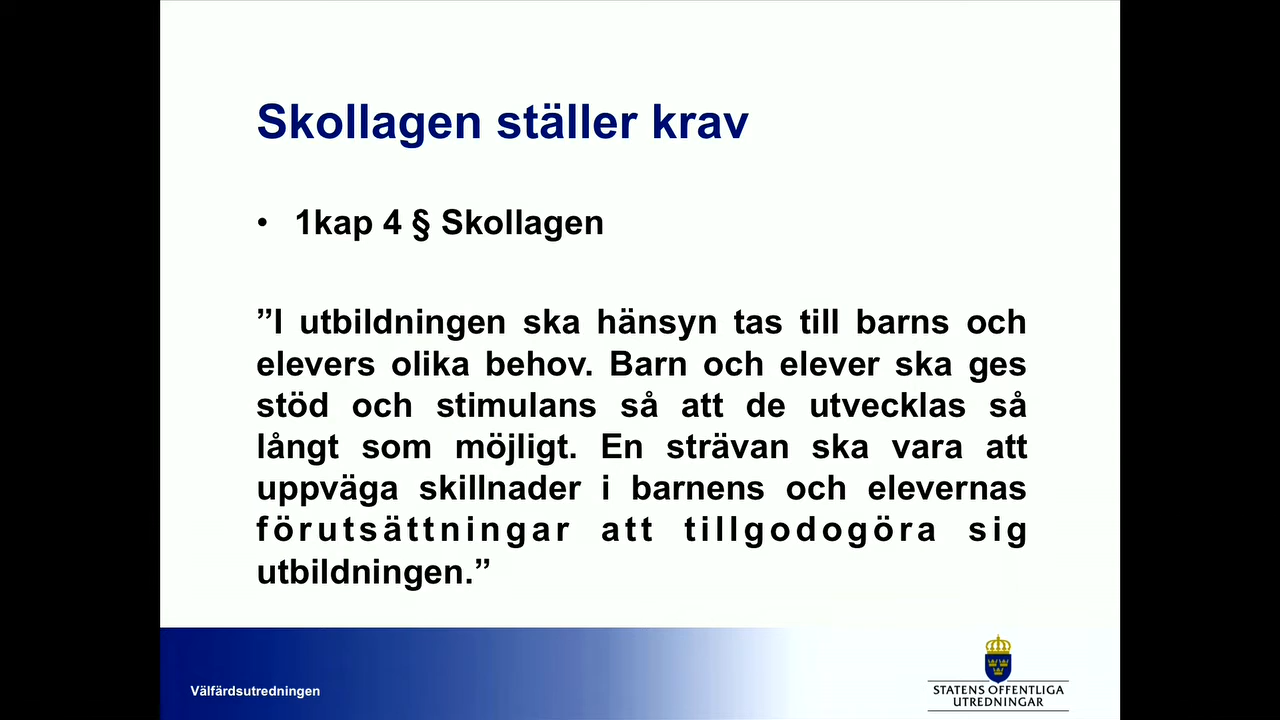 Skollagen ställer krav
• 1kap 4 § Skollagen
”I utbildningen ska hänsyn tas till barns och
elevers olika behov. Barn och elever ska ges
stöd och stimulans så att de utvecklas så
långt som möjligt. En strävan ska vara att
uppväga skillnader i barnens och elevernas
förutsättningar att tillgodogöra sig
utbildningen.”
Välfärdsutredningen
STATENS OFFENTLIGA
UTREDNINGAR